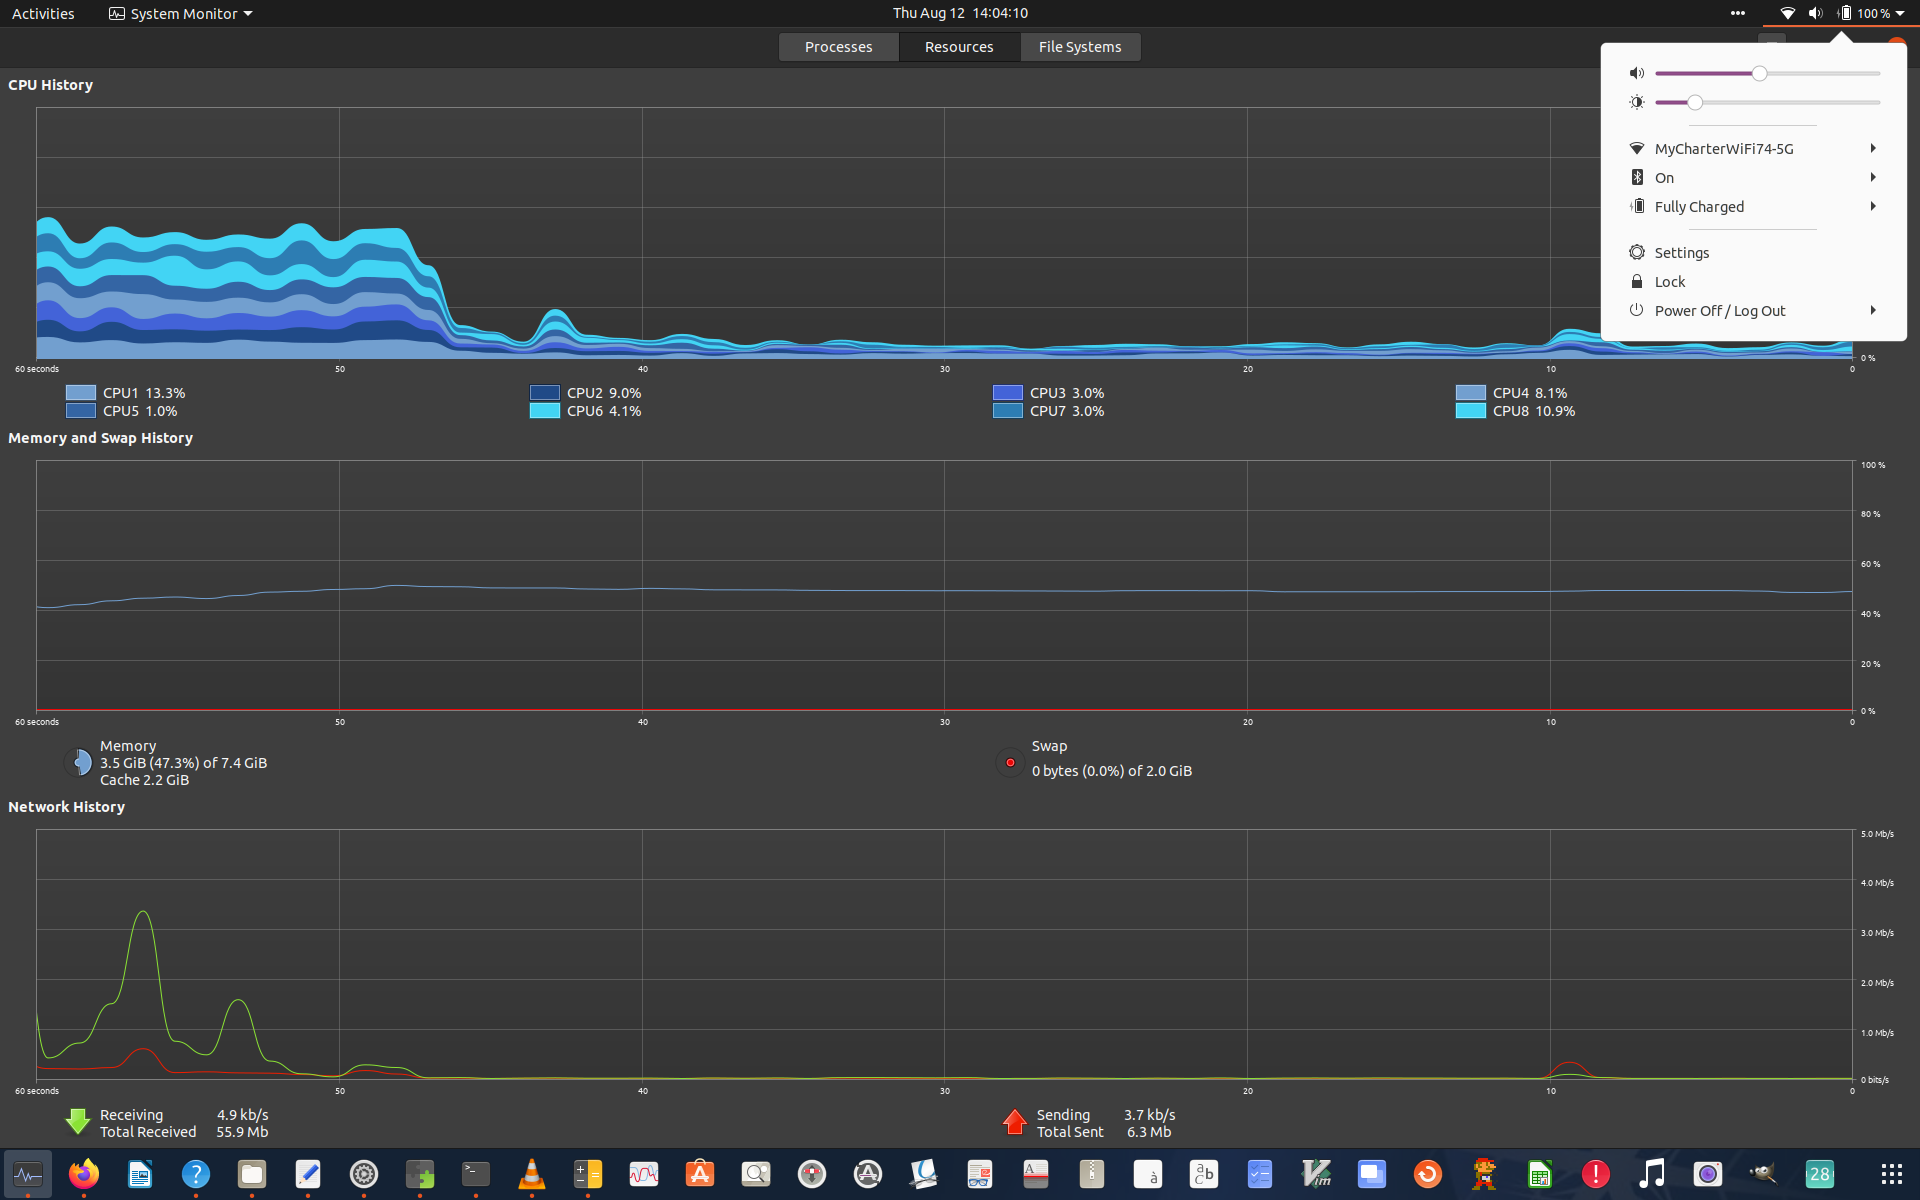 Activities
System Monitor
Thu Aug 12 14:04:10
100 %
Processes
Resources
File Systems
MyCharterWiFi74-5G
On
Fully Charged
Settings
Lock
Power Off / Log Out
CPU History
0 %
60 seconds 50 40 30 20 10 0
CPU1 13.3% CPU2 9.0% CPU3 3.0% CPU4 8.1%
CPU5 1.0% CPU6 4.1% CPU7 3.0% CPU8 10.9%
Memory and Swap History
100 %
80 %
60 %
40 %
20 %
0 %
60 seconds 50 40 30 20 10 0
Memory
3.5 GiB (47.3%) of 7.4 GiB
Cache 2.2 GiB
Swap
0 bytes (0.0%) of 2.0 GiB
Network History
5.0 Mb/s
4.0 Mb/s
3.0 Mb/s
2.0 Mb/s
1.0 Mb/s
0 bits/s
60 seconds 50 40 30 20 10 0
Receiving 4.9 kb/s
Total Received 55.9 Mb
Sending 3.7 kb/s
Total Sent 6.3 Mb
28